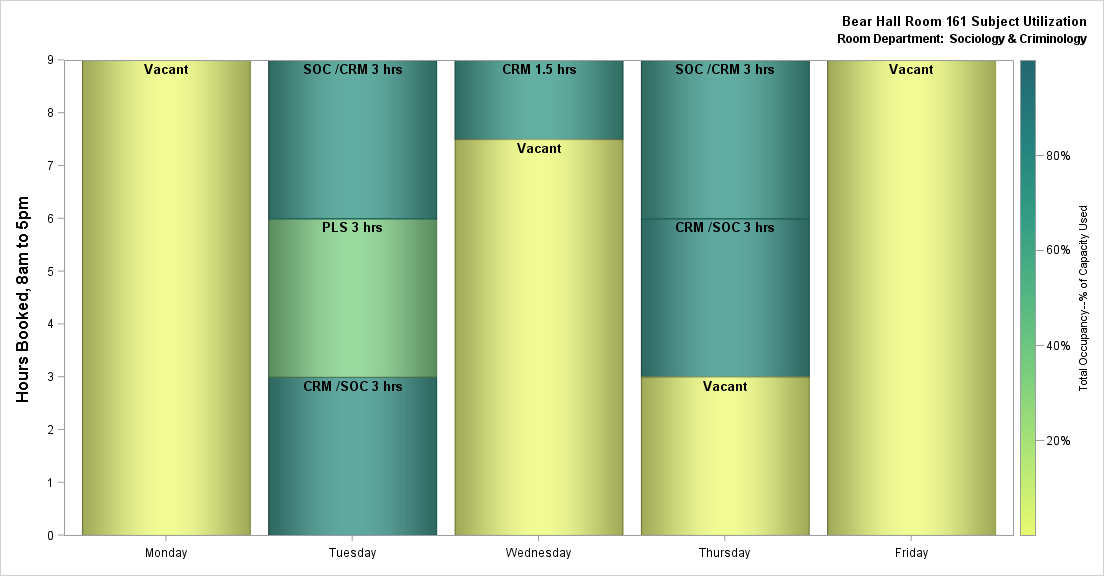 Bear Hall Room 161 Subject Utilization
Room Department: Sociology & Criminology
Hours Booked, 8am to 5pm
9
8
7
6
5
4
3
2
1
0
Vacant
SOC /CRM 3 hrs
PLS 3 hrs
CRM /SOC 3 hrs
CRM 1.5 hrs
Vacant
SOC /CRM 3 hrs
CRM /SOC 3 hrs
Vacant
Vacant
Monday
Tuesday
Wednesday
Thursday
Friday
80%
60%
40%
20%
Total Occupancy--% of Capacity Used